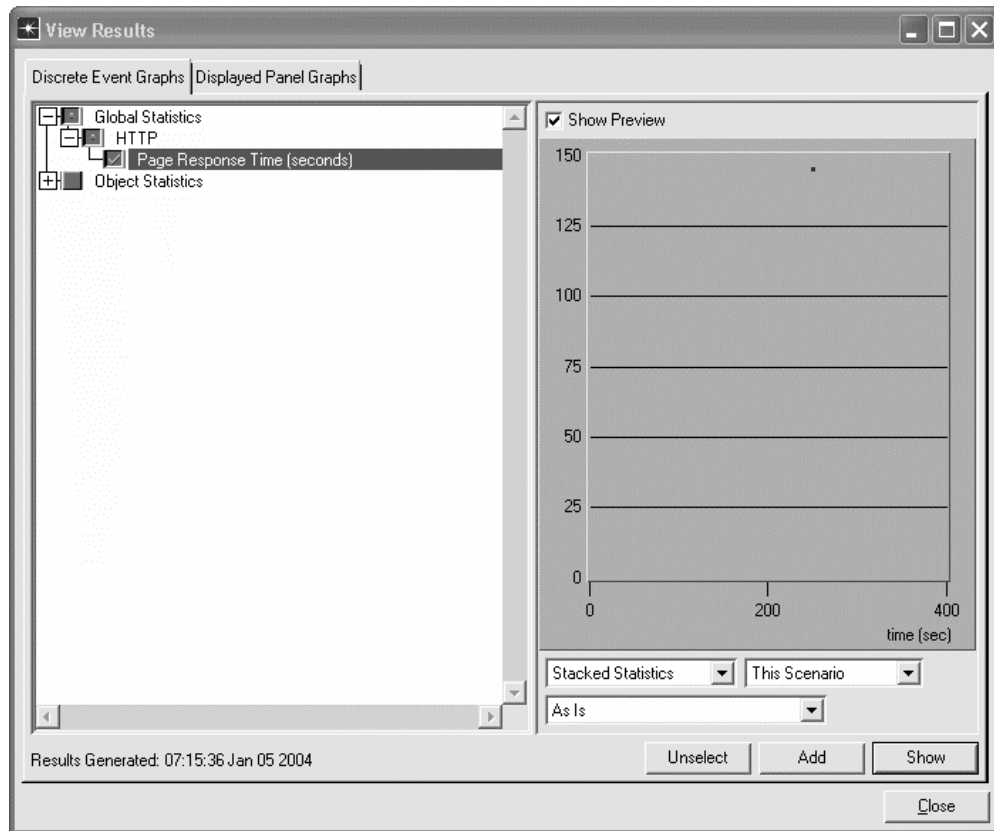 View Results
Discrete Event Graphs
Displayed Panel Graphs
Global Statistics
HTTP
Page Response Time (seconds)
Object Statistics
Show Preview
150
125
100
75
50
25
0
0 200 400
time (sec)
Stacked Statistics
This Scenario
As Is
Results Generated: 07:15:36 Jan 05 2004
Unselect
Add
Show
Close